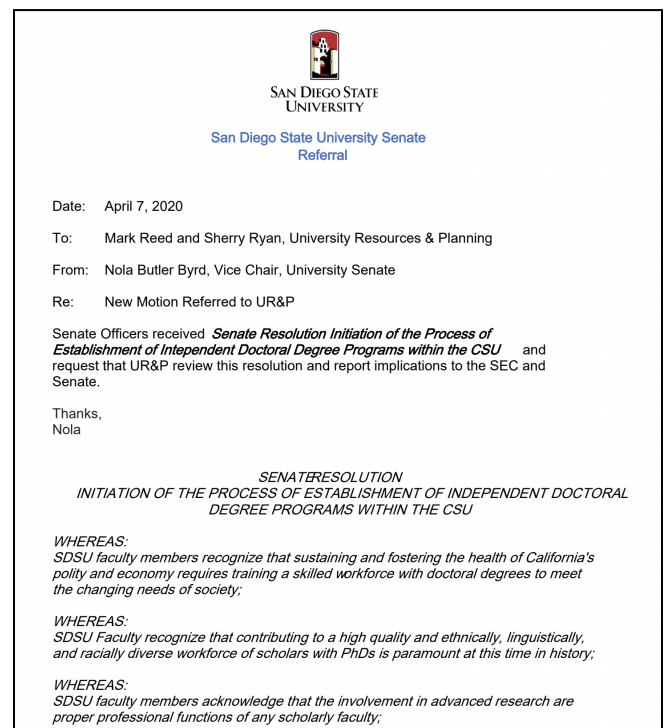 SAN DIEGO STATE
UNIVERSITY
San Diego State University Senate
Referral
Date: April 7, 2020
To: Mark Reed and Sherry Ryan, University Resources & Planning
From: Nola Butler Byrd, Vice Chair, University Senate
Re: New Motion Referred to UR&P
Senate Officers received Senate Resolution Initiation of the Process of
Establishment of Intependent Doctoral Degree Programs within the CSU and
request that UR&P review this resolution and report implications to the SEC and
Senate.
Thanks,
Nola
SENATE RESOLUTION
INITIATION OF THE PROCESS OF ESTABLISHMENT OF INDEPENDENT DOCTORAL
DEGREE PROGRAMS WITHIN THE CSU
WHEREAS:
SDSU faculty members recognize that sustaining and fostering the health of California's
polity and economy requires training a skilled workforce with doctoral degrees to meet
the changing needs of society;
WHEREAS:
SDSU Faculty recognize that contributing to a high quality and ethnically, linguistically,
and racially diverse workforce of scholars with PhDs is paramount at this time in history;
WHEREAS:
SDSU faculty members acknowledge that the involvement in advanced research are
proper professional functions of any scholarly faculty;